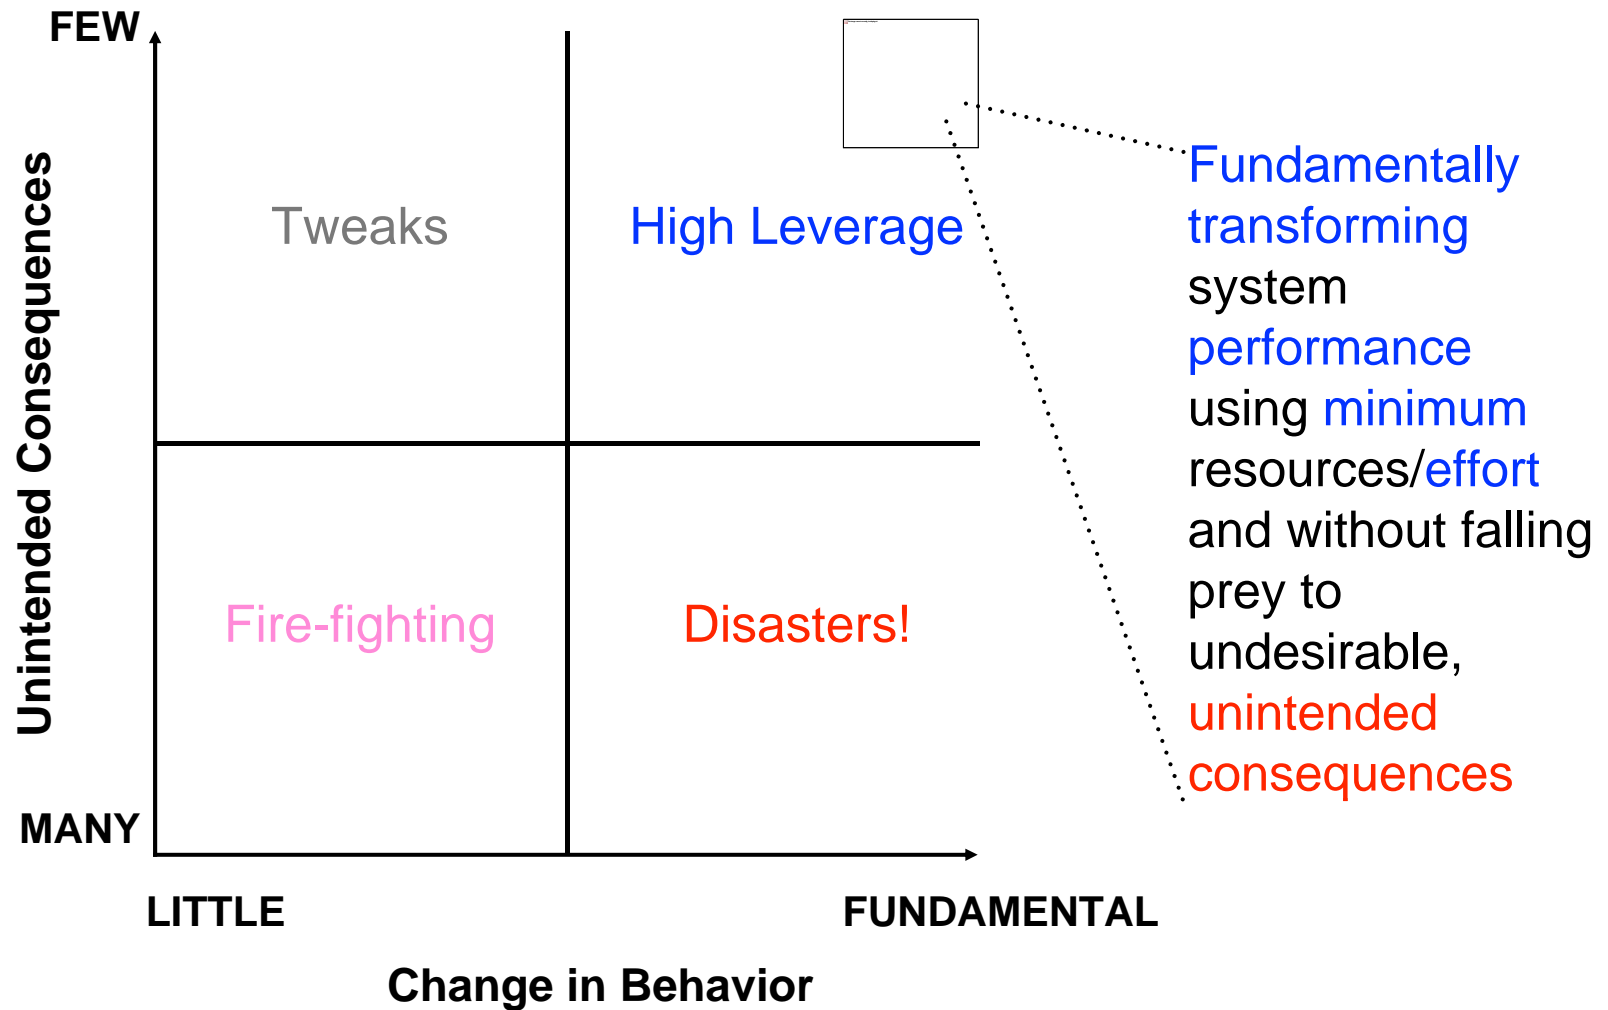 FEW
Unintended Consequences
Tweaks
High Leverage
Fire-fighting
Disasters!
MANY
LITTLE
FUNDAMENTAL
Change in Behavior
Fundamentally
transforming
system
performance
using minimum
resources/effort
and without falling
prey to
undesirable,
unintended
consequences